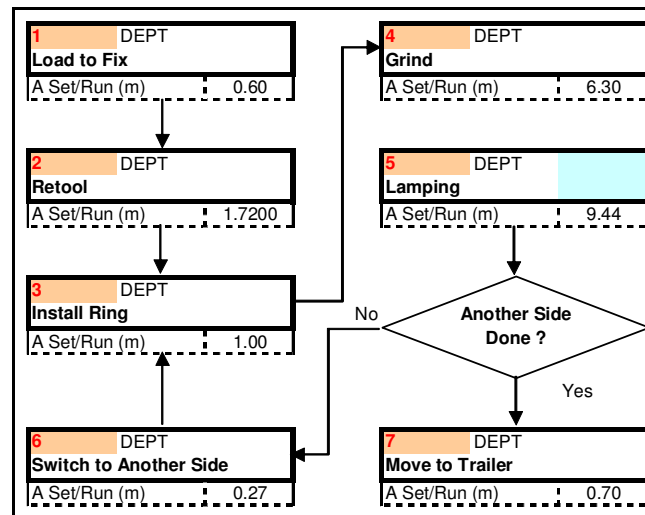 1 DEPT
Load to Fix
A Set/Run (m) 0.60
2 DEPT
Retool
A Set/Run (m) 1.7200
3 DEPT
Install Ring
A Set/Run (m) 1.00
4 DEPT
Grind
A Set/Run (m) 6.30
5 DEPT
Lamping
A Set/Run (m) 9.44
Another Side
Done ?
No
Yes
6 DEPT
Switch to Another Side
A Set/Run (m) 0.27
7 DEPT
Move to Trailer
A Set/Run (m) 0.70